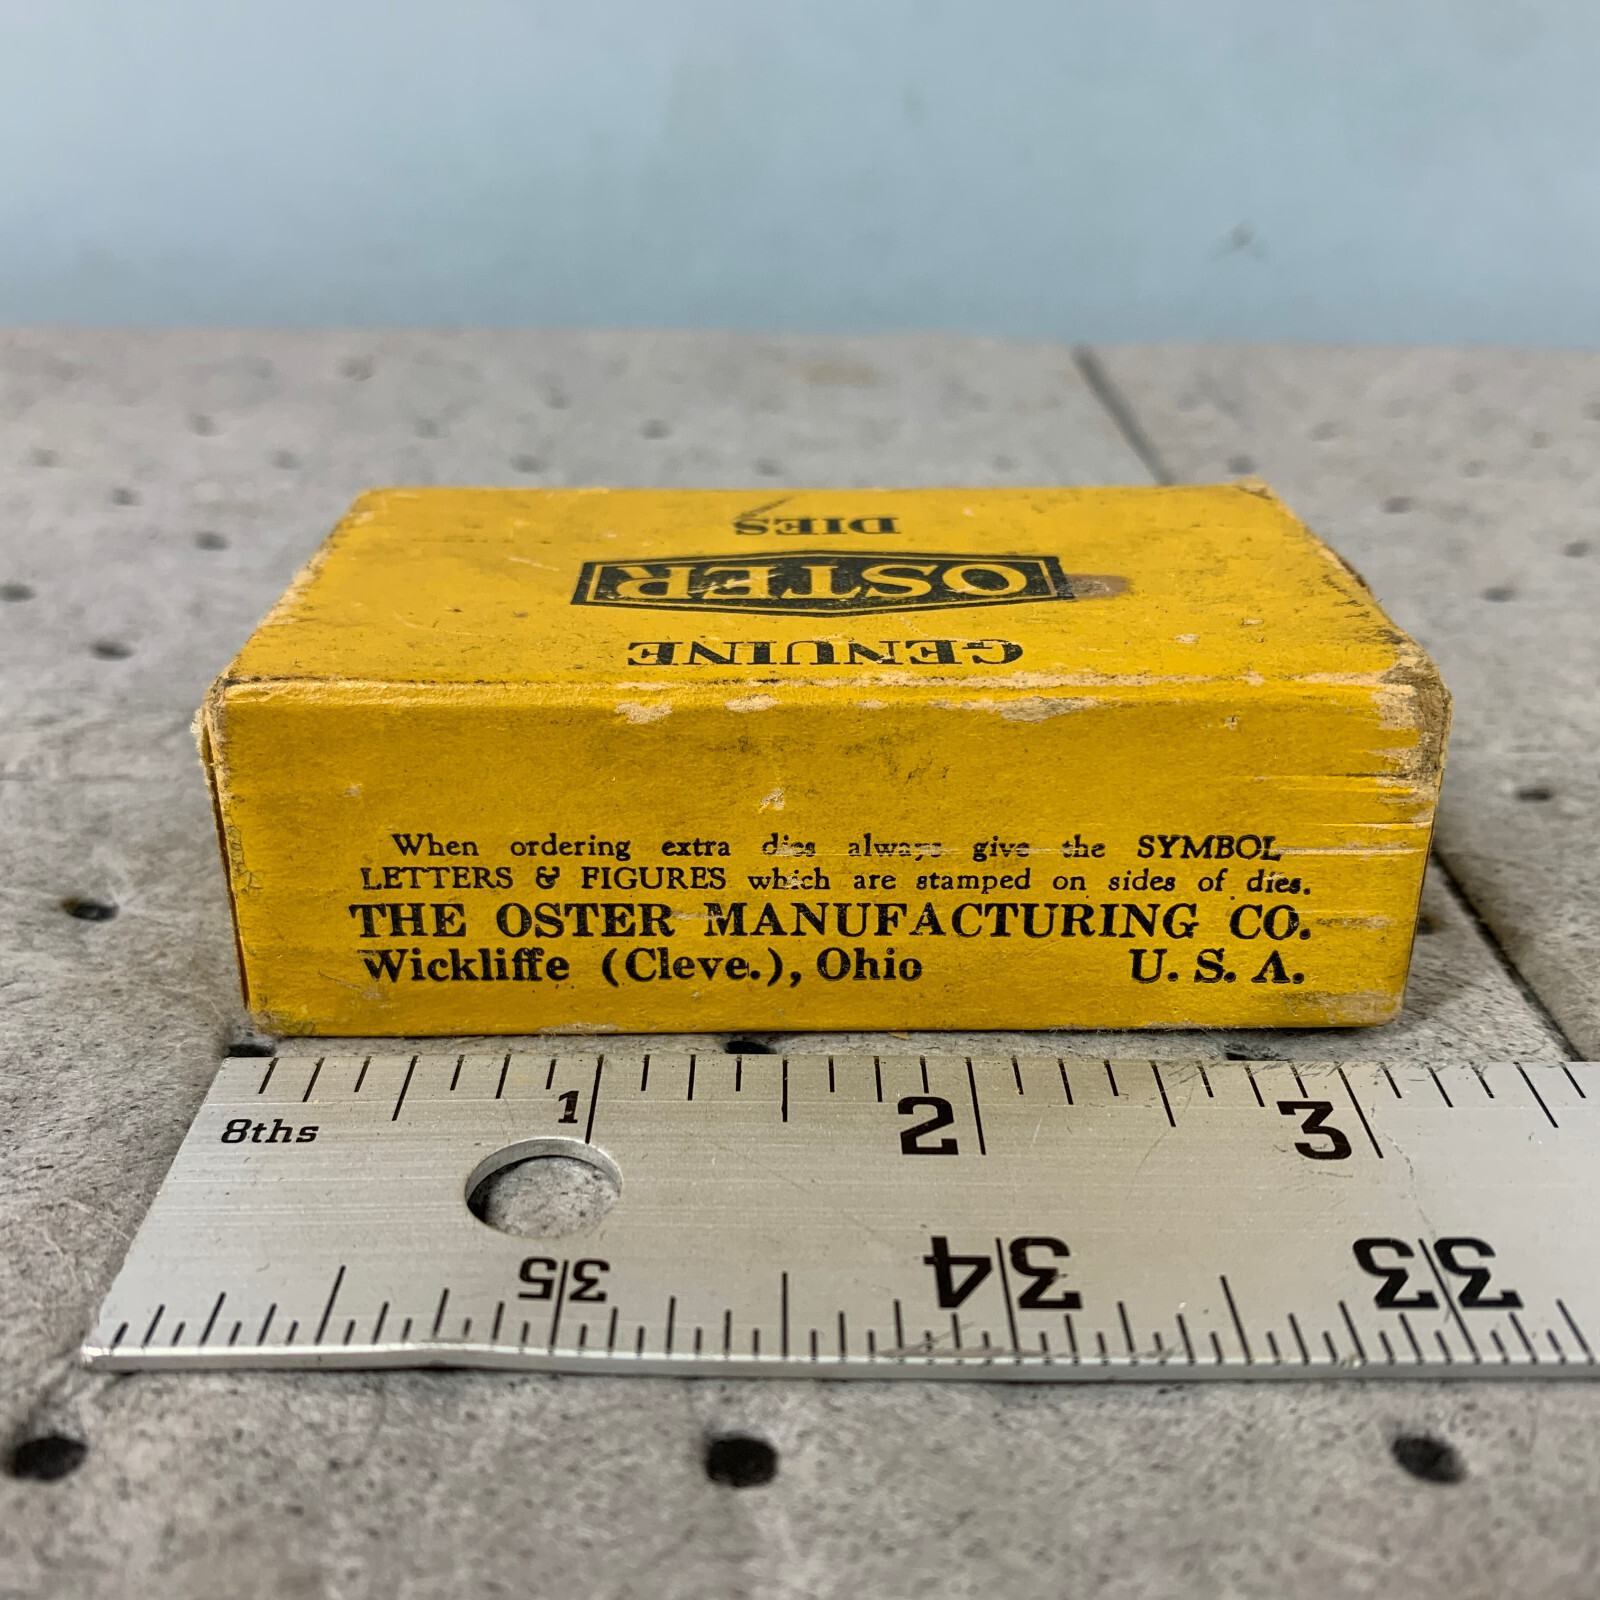 DIES
OSTER
GENUINE
When ordering extra dies always give the SYMBOL
LETTERS & FIGURES which are stamped on sides of dies.
THE OSTER MANUFACTURING CO.
Wickliffe (Cleve.), Ohio U. S. A.
8ths
1 2 3
35 34 33